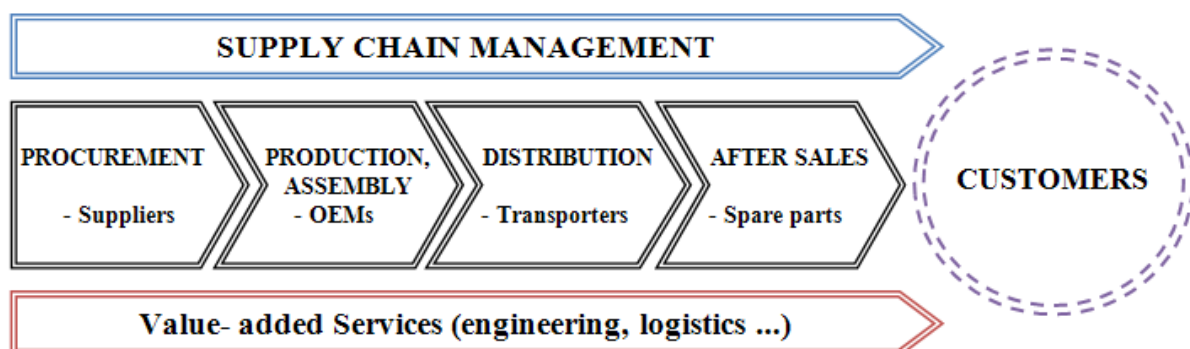 SUPPLY CHAIN MANAGEMENT
PROCUREMENT
- Suppliers
PRODUCTION,
ASSEMBLY
- OEMs
DISTRIBUTION
- Transporters
AFTER SALES
- Spare parts
CUSTOMERS
Value- added Services (engineering, logistics ...)